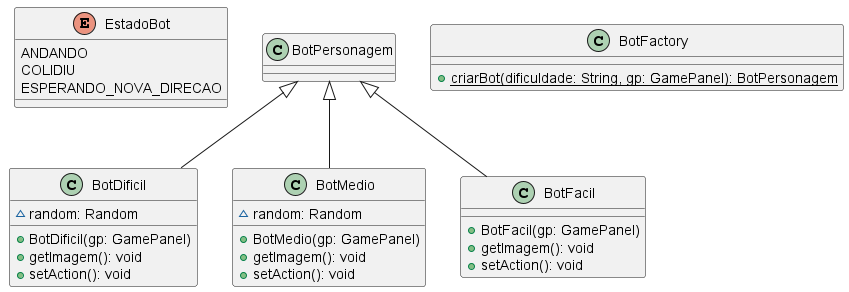 E EstadoBot
ANDANDO
COLIDIU
ESPERANDO_NOVA_DIRECAO
C BotPersonagem
C BotFactory
criarBot(dificuldade: String, gp: GamePanel): BotPersonagem
C BotDificil
random: Random
BotDificil(gp: GamePanel)
getImagem(): void
setAction(): void
C BotMedio
random: Random
BotMedio(gp: GamePanel)
getImagem(): void
setAction(): void
C BotFacil
BotFacil(gp: GamePanel)
getImagem(): void
setAction(): void